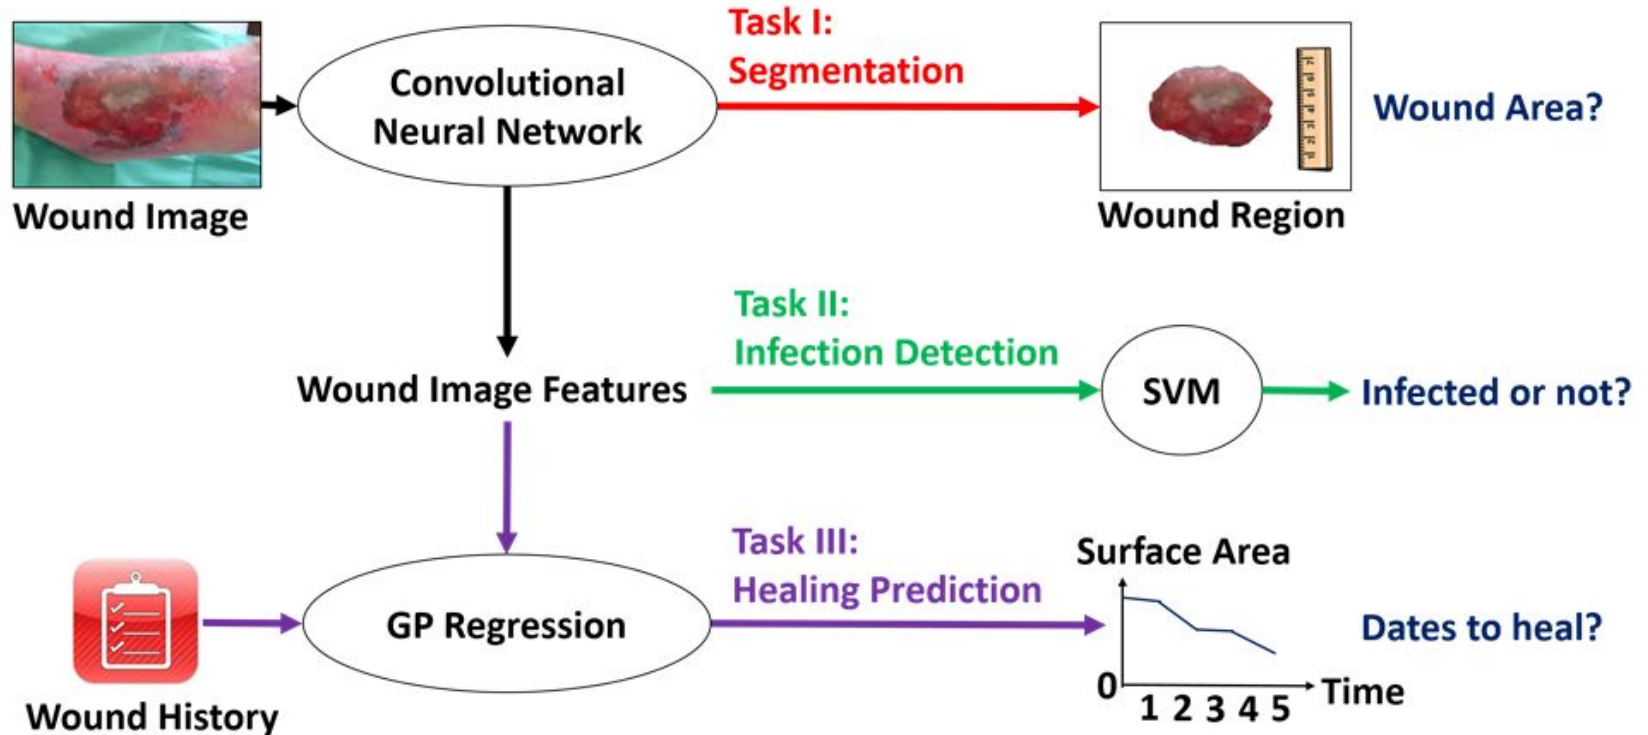 Task I:
Segmentation
Convolutional
Neural Network
Wound Area?
Wound Image
Wound Region
Task II:
Infection Detection
Wound Image Features
SVM
Infected or not?
Task III:
Healing Prediction
Surface Area
GP Regression
Dates to heal?
0
Time
1 2 3 4 5
Wound History